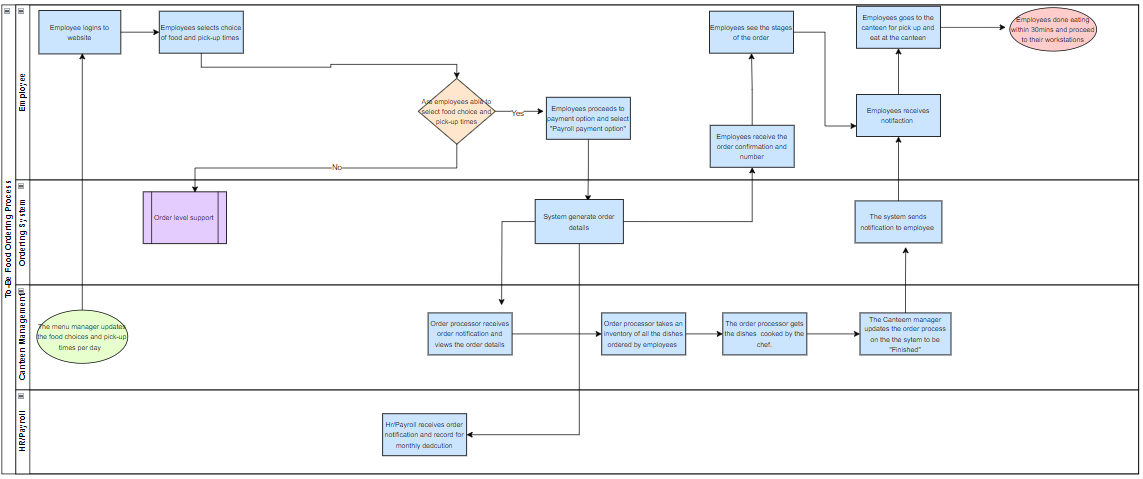 To-Be Food Ordering Process
Employee
Employee logins to
website
Employees selects choice
of food and pick-up times
Are employees able to
select food choice and
pick-up times
Yes
No
Employees proceeds to
payment option and select
"Payroll payment option"
Employees see the stages
of the order
Employees receive the
order confirmation and
number
Employees goes to the
canteen for pick up and
eat at the canteen
Employees receives
notifaction
Employees done eating
within 30mins and proceed
to their workstations
Ordering System
Order level support
System generate order
details
The system sends
notification to employee
Canteen Management
The menu manager updates
the food choices and pick-up
times per day
Order processor receives
order notification and
views the order details
Order processor takes an
inventory of all the dishes
ordered by employees
The order processor gets
the dishes cooked by the
chef.
The Canteem manager
updates the order process
on the the sytem to be
"Finished"
HR/Payroll
Hr/Payroll receives order
notification and record for
monthly dedcution